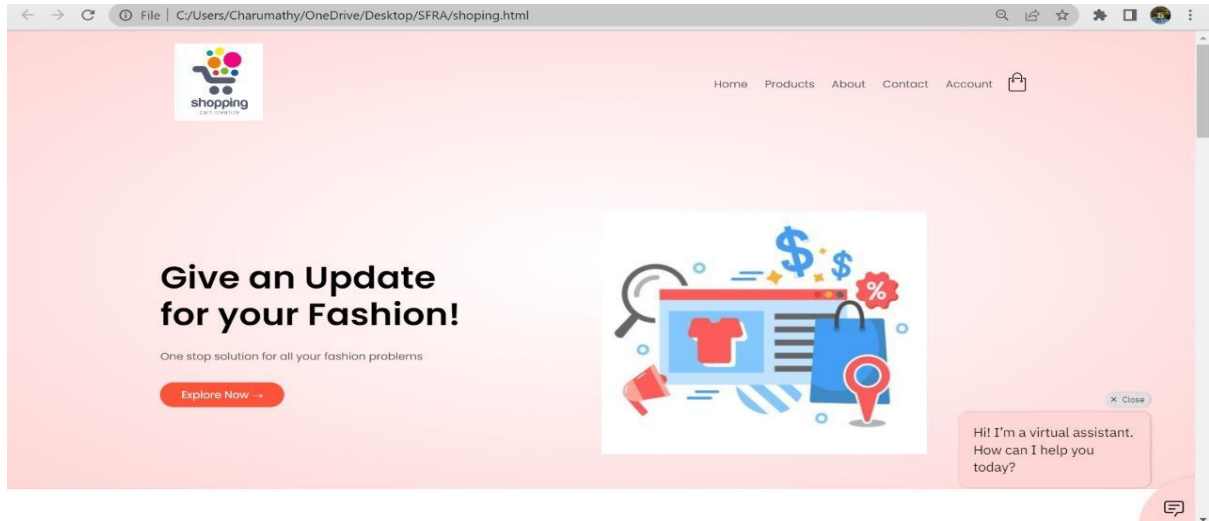 File | C:/Users/Charumathy/OneDrive/Desktop/SFRA/shoping.html
shopping
cart creative
Home Products About Contact Account
Give an Update
for your Fashion!
One stop solution for all your fashion problems
Explore Now →
$
$
%
× Close
Hi! I'm a virtual assistant.
How can I help you
today?